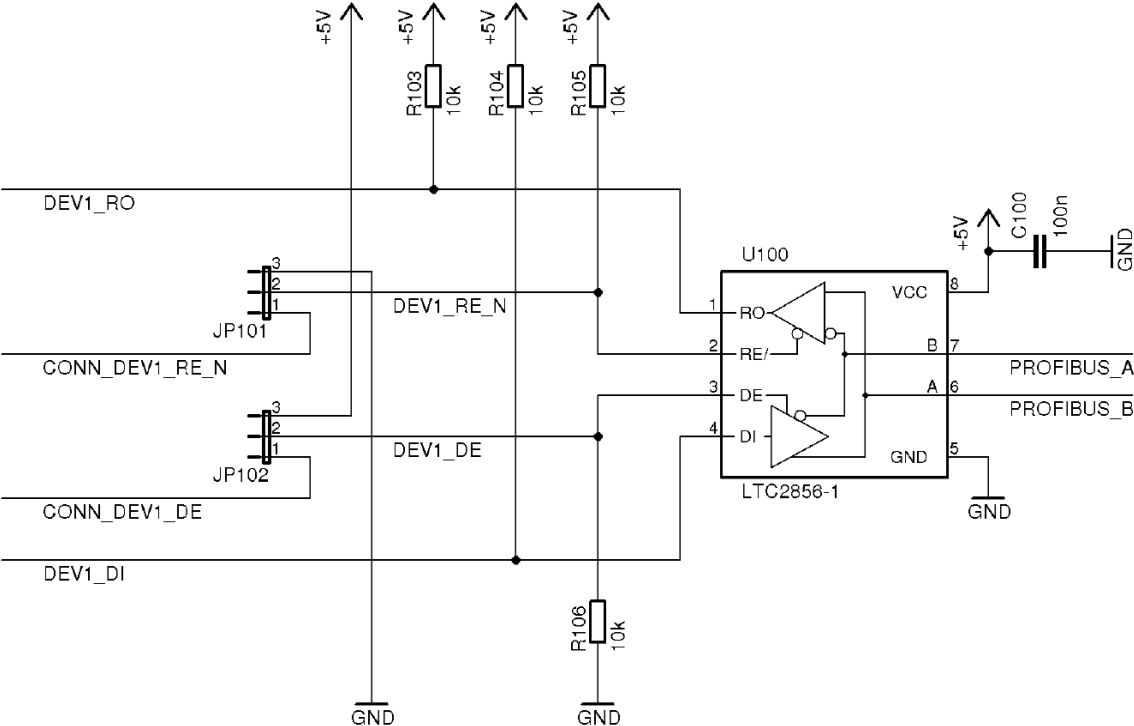 +5V
+5V
+5V
+5V
R103
10k
R104
10k
R105
10k
DEV1_RO
+5V
C100
100n
GND
U100
3
2
1
JP101
DEV1_RE_N
CONN_DEV1_RE_N
1
RO
2
RE/
3
DE
4
DI
VCC
8
B
7
PROFIBUS_A
A
6
PROFIBUS_B
GND
5
LTC2856-1
GND
3
2
1
JP102
DEV1_DE
CONN_DEV1_DE
DEV1_DI
R106
10k
GND
GND